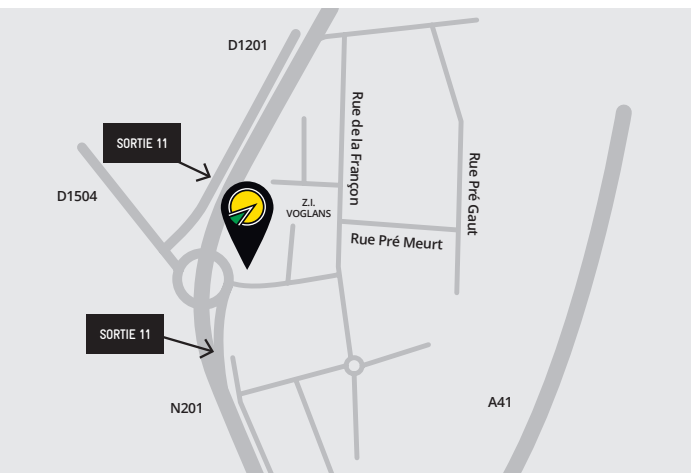 D1201
SORTIE 11
D1504
Rue de la Françon
Rue Pré Gaut
Z.I.
VOGLANS
Rue Pré Meurt
SORTIE 11
N201
A41